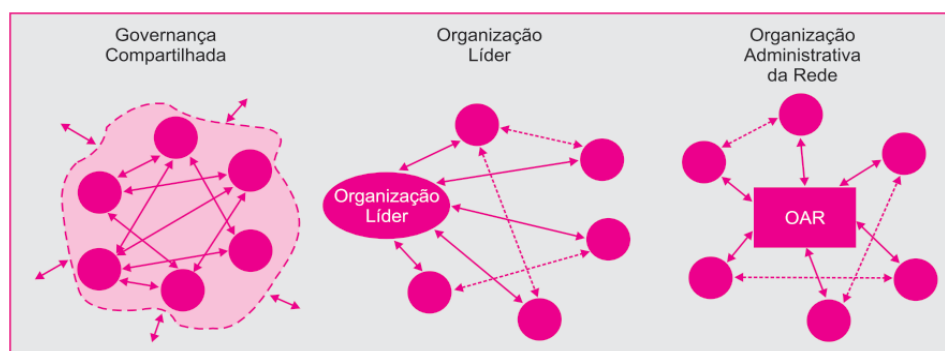 Governança
Compartilhada
Organização
Líder
Organização
Administrativa
da Rede
Organização
Líder
OAR